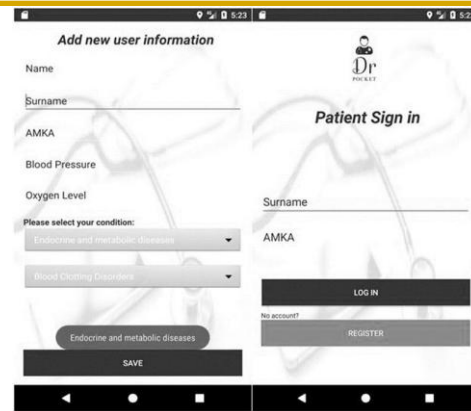 5:23
Add new user information
Name
Surname
AMKA
Blood Pressure
Oxygen Level
Please select your condition:
Endocrine and metabolic diseases
Blood Clotting Disorders
Endocrine and metabolic diseases
SAVE
Dr
POCKET
Patient Sign in
Surname
AMKA
LOG IN
No account?
REGISTER